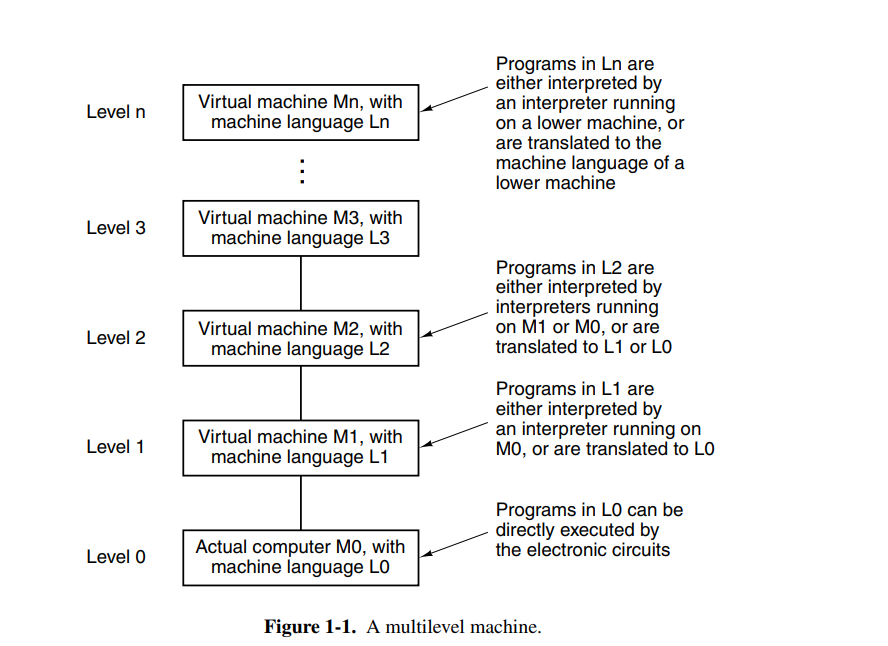 Programs in Ln are
either interpreted by
an interpreter running
on a lower machine, or
are translated to the
machine language of a
lower machine
Level n
Virtual machine Mn, with
machine language Ln
Level 3
Virtual machine M3, with
machine language L3
Programs in L2 are
either interpreted by
interpreters running
on M1 or M0, or are
translated to L1 or L0
Level 2
Virtual machine M2, with
machine language L2
Programs in L1 are
either interpreted by
an interpreter running on
M0, or are translated to L0
Level 1
Virtual machine M1, with
machine language L1
Programs in L0 can be
directly executed by
the electronic circuits
Level 0
Actual computer M0, with
machine language L0
Figure 1-1. A multilevel machine.